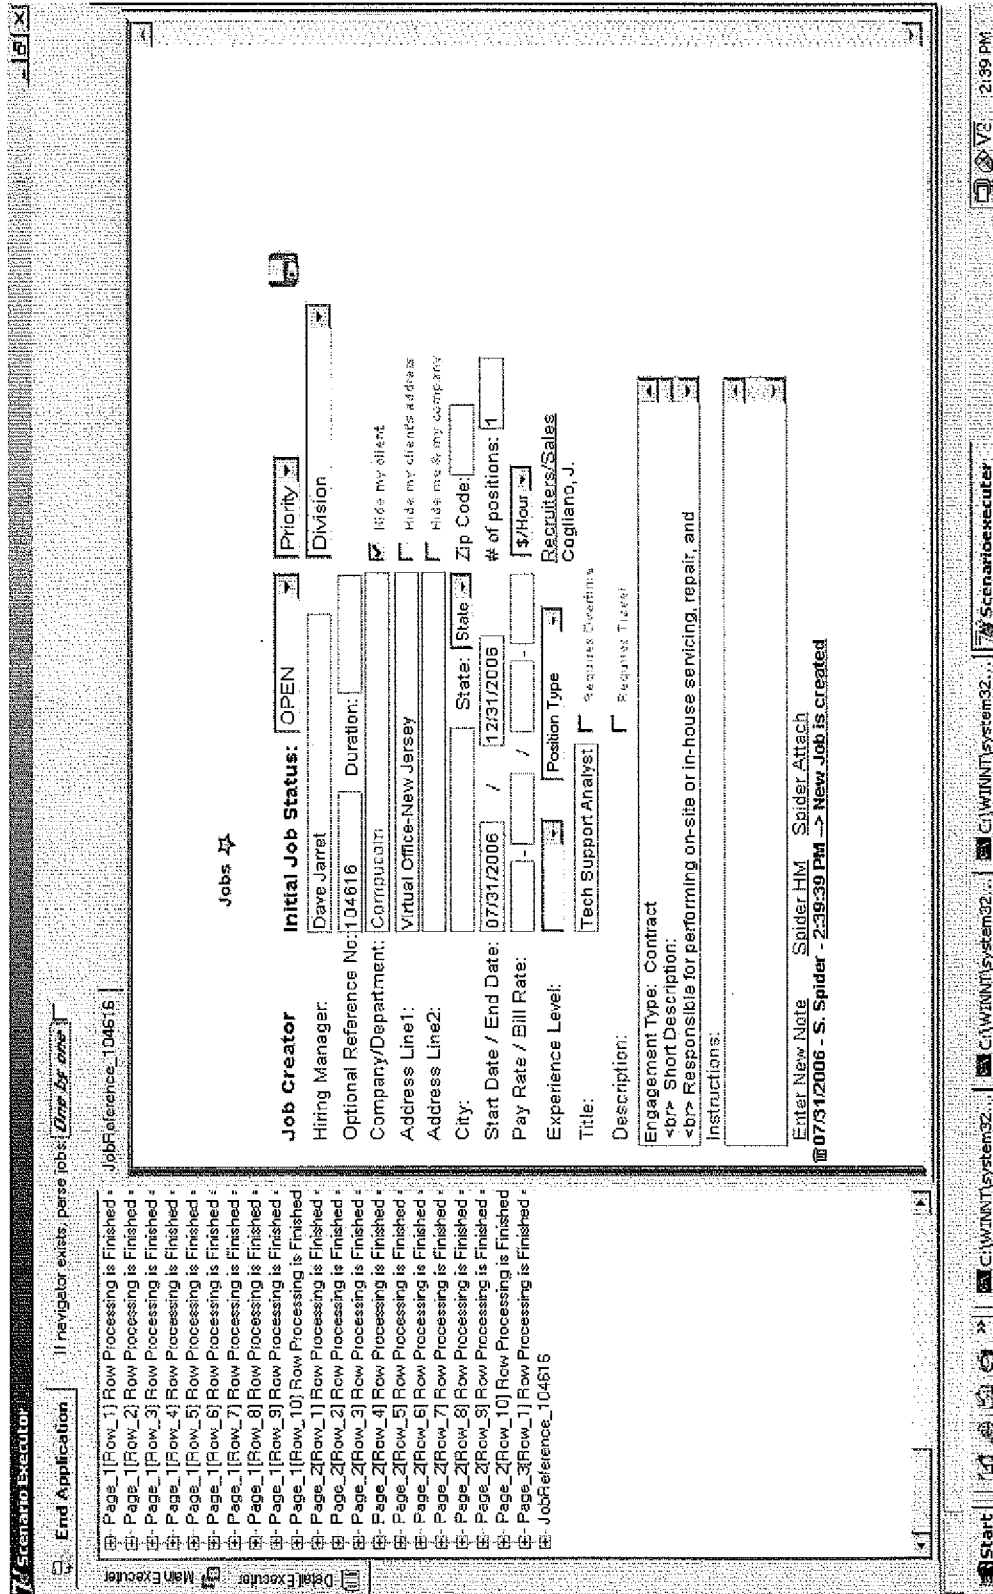 Scenario Executor
End Application
If navigator exists, parse jobs: One by one
Main Executor
Detail Executor
Page_1[Row_1] Row Processing is Finished
Page_1[Row_2] Row Processing is Finished
Page_1[Row_3] Row Processing is Finished
Page_1[Row_4] Row Processing is Finished
Page_1[Row_5] Row Processing is Finished
Page_1[Row_6] Row Processing is Finished
Page_1[Row_7] Row Processing is Finished
Page_1[Row_8] Row Processing is Finished
Page_1[Row_9] Row Processing is Finished
Page_1[Row_10] Row Processing is Finished
Page_2[Row_1] Row Processing is Finished
Page_2[Row_2] Row Processing is Finished
Page_2[Row_3] Row Processing is Finished
Page_2[Row_4] Row Processing is Finished
Page_2[Row_5] Row Processing is Finished
Page_2[Row_6] Row Processing is Finished
Page_2[Row_7] Row Processing is Finished
Page_2[Row_8] Row Processing is Finished
Page_2[Row_9] Row Processing is Finished
Page_2[Row_10] Row Processing is Finished
Page_3[Row_1] Row Processing is Finished
JobReference_104616
JobReference_104616
Jobs
Job Creator Initial Job Status: OPEN Priority
Hiring Manager: Dave Jarret Division
Optional Reference No: 104616 Duration:
Company/Department: Compucom Hide my client
Address Line1: Virtual Office-New Jersey Hide my client's address
Address Line2: Hide me & my company
City: State: State Zip Code:
Start Date / End Date: 07/31/2006 / 12/31/2006 # of positions: 1
Pay Rate / Bill Rate: - / - $/Hour
Experience Level: Position Type Recruiters/Sales
Cogliano, J.
Title: Tech Support Analyst Requires Overtime
Description: Requires Travel
Engagement Type: Contract
<br> Short Description:
<br> Responsible for performing on-site or in-house servicing, repair, and
Instructions:
Enter New Note Spider HM Spider Attach
07/31/2006 - S. Spider - 2:39:39 PM --> New Job is created
Start » C:\WINNT\system32... C:\WINNT\system32... C:\WINNT\system32... Scenarioexecuter V2 2:39 PM